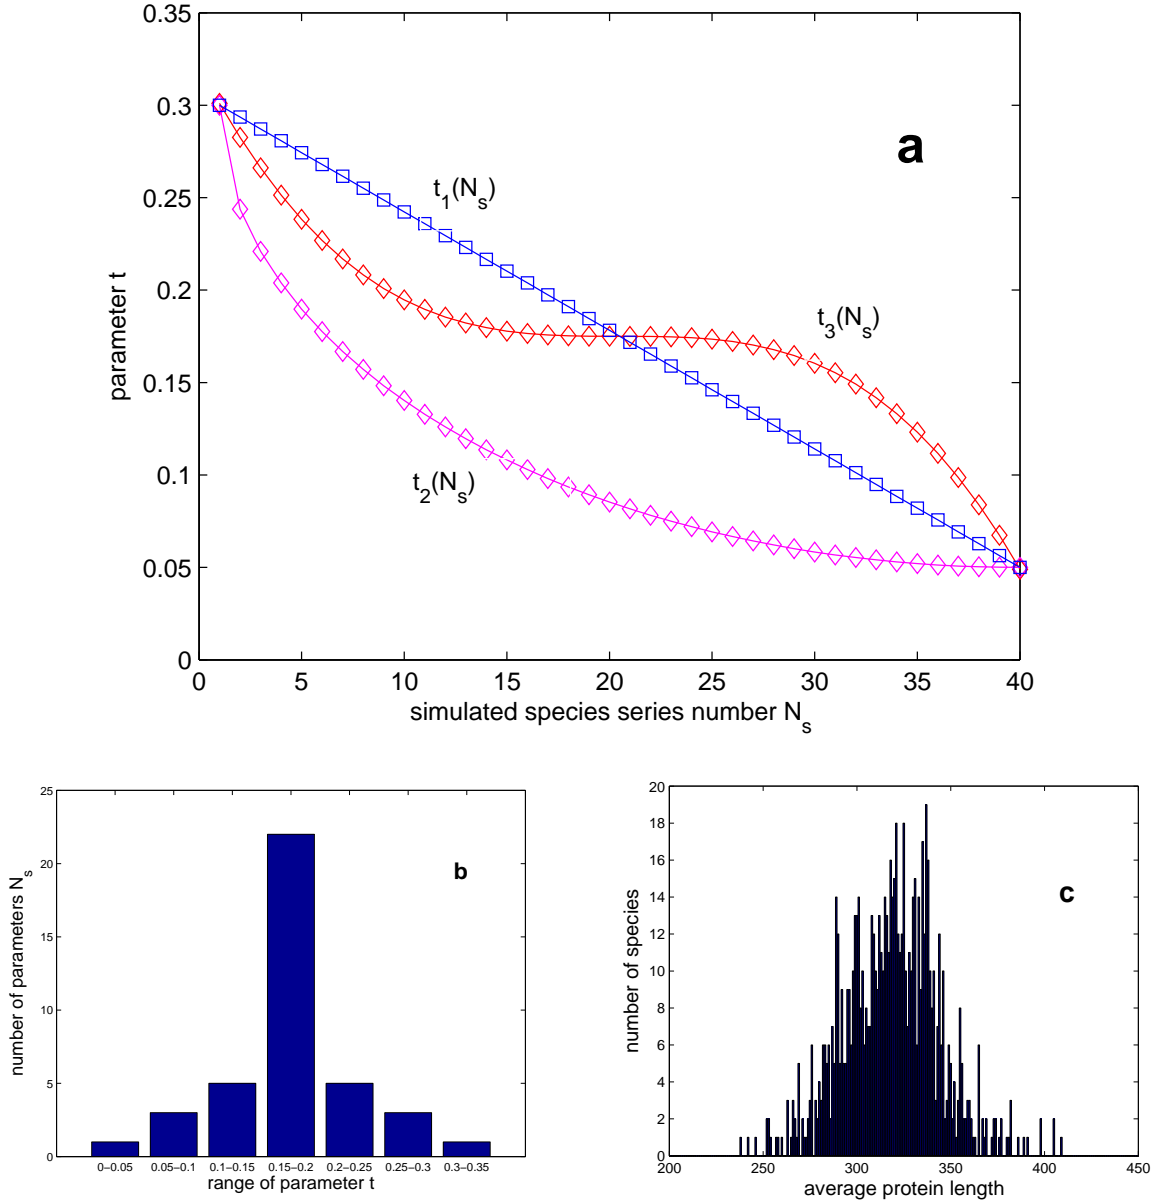 0.35
0.3
0.25
0.2
0.15
0.1
0.05
0
parameter t
a
t1(Ns)
t3(Ns)
t2(Ns)
0 5 10 15 20 25 30 35 40
simulated species series number Ns
25
20
15
10
5
0
number of parameters Ns
b
0−0.05 0.05−0.1 0.1−0.15 0.15−0.2 0.2−0.25 0.25−0.3 0.3−0.35
range of parameter t
20
18
16
14
12
10
8
6
4
2
0
number of species
c
200 250 300 350 400 450
average protein length